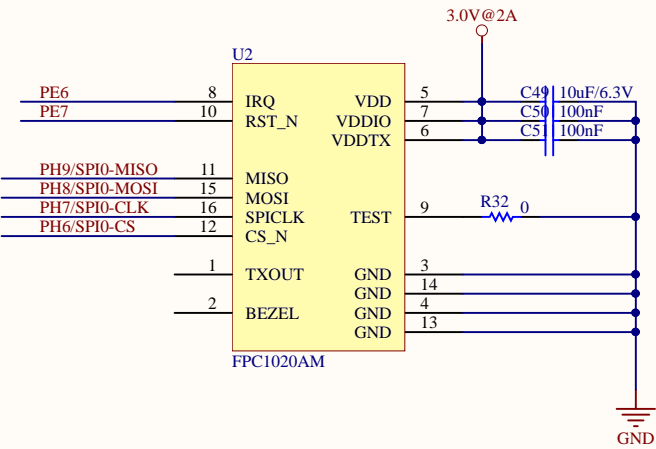 3.0V@2A
U2
PE6 8 IRQ VDD 5 C49 10uF/6.3V
PE7 10 RST_N VDDIO 7 C50 100nF
VDDTX 6 C51 100nF
PH9/SPI0-MISO 11 MISO
PH8/SPI0-MOSI 15 MOSI
PH7/SPI0-CLK 16 SPICLK TEST 9 R32 0
PH6/SPI0-CS 12 CS_N
1 TXOUT GND 3
GND 14
2 BEZEL GND 4
GND 13
FPC1020AM
GND